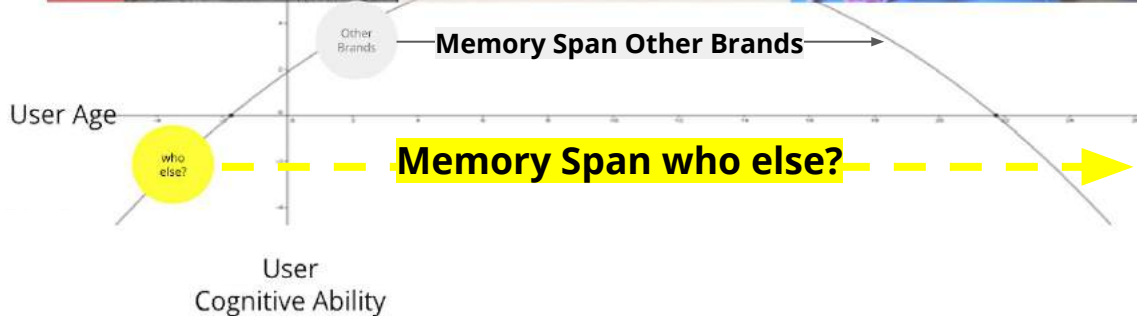 Other
Brands
Memory Span Other Brands
User Age
who
else?
Memory Span who else?
User
Cognitive Ability